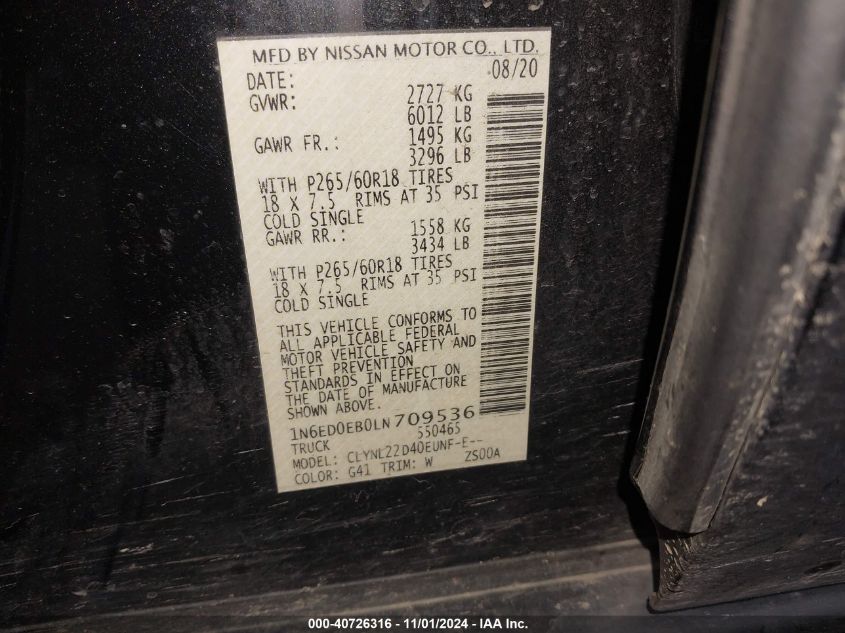 MFD BY NISSAN MOTOR CO., LTD.
DATE: 08/20
GVWR: 2727 KG
6012 LB
GAWR FR.: 1495 KG
3296 LB
WITH P265/60R18 TIRES
18 X 7.5 RIMS AT 35 PSI
COLD SINGLE
GAWR RR.: 1558 KG
3434 LB
WITH P265/60R18 TIRES
18 X 7.5 RIMS AT 35 PSI
COLD SINGLE
THIS VEHICLE CONFORMS TO
ALL APPLICABLE FEDERAL
MOTOR VEHICLE SAFETY AND
THEFT PREVENTION
STANDARDS IN EFFECT ON
THE DATE OF MANUFACTURE
SHOWN ABOVE.
1N6ED0EB0LN709536
TRUCK 550465
MODEL: CLYNL22D40EUNF-E--
COLOR: G41 TRIM: W ZS00A
000-40726316 - 11/01/2024 - IAA Inc.